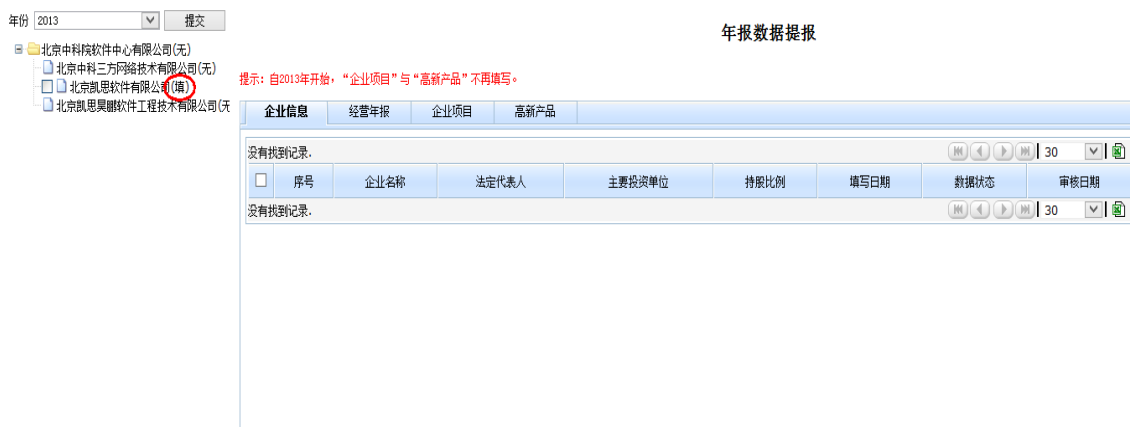 年份 2013 提交
年报数据提报
北京中科院软件中心有限公司(无)
北京中科三方网络技术有限公司(无)
北京凯思软件有限公司(填)
北京凯思昊鹏软件工程技术有限公司(无
提示：自2013年开始，“企业项目”与“高新产品”不再填写。
企业信息 经营年报 企业项目 高新产品
没有找到记录. 30
序号 企业名称 法定代表人 主要投资单位 持股比例 填写日期 数据状态 审核日期
没有找到记录. 30